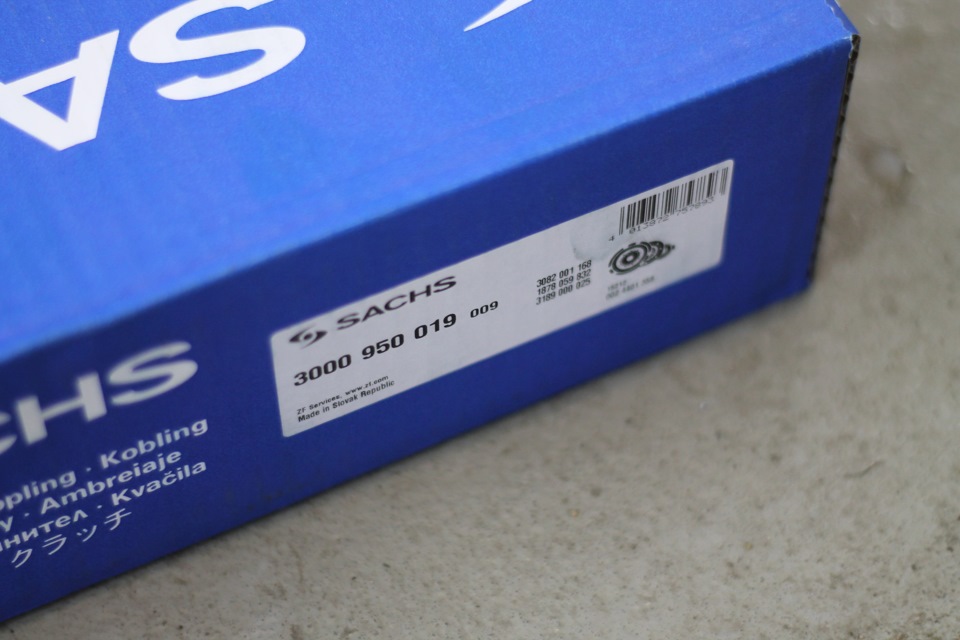 SA
S
SACHS
3000 950 019 009
ZF Services, www.zf.com
Made in Slovak Republic
3082 001 168
1878 059 832
3189 000 025
CHS
Kobling
Ambreiaje
Kvačila
クラッチ